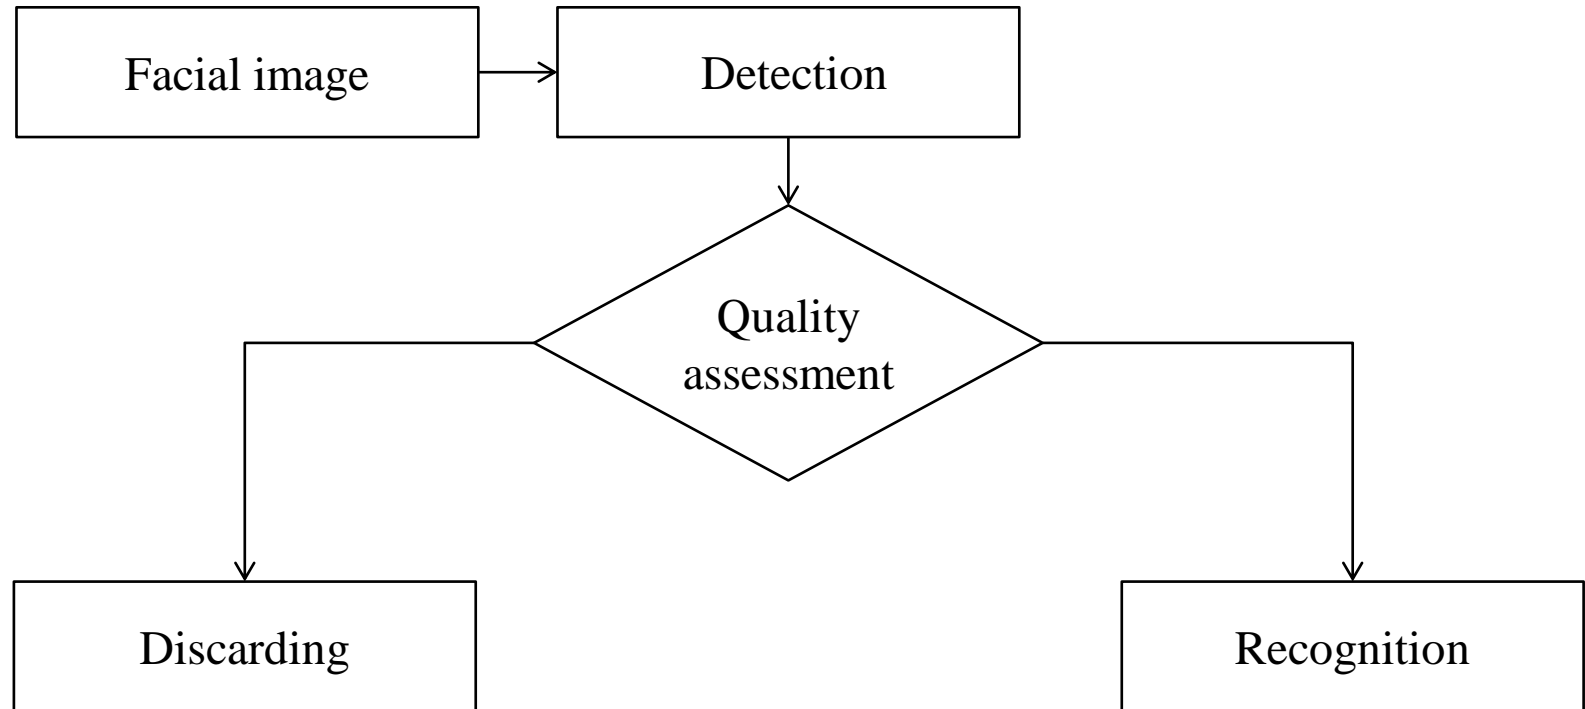 Facial image
Detection
Quality
assessment
Discarding
Recognition